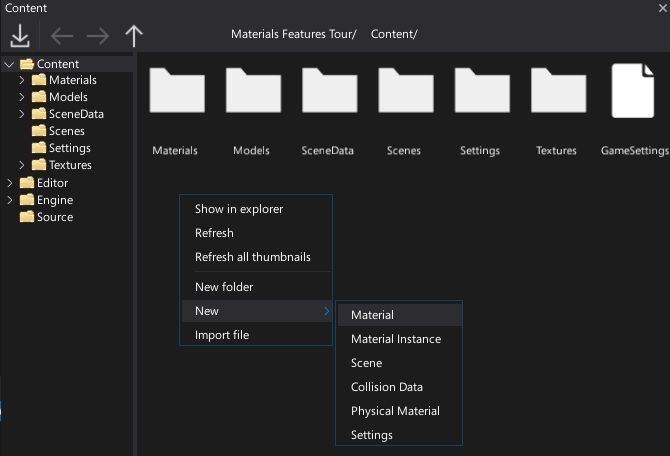 Content
Materials Features Tour/ Content/
Content
Materials
Models
SceneData
Scenes
Settings
Textures
Editor
Engine
Source
Materials Models SceneData Scenes Settings Textures GameSettings
Show in explorer
Refresh
Refresh all thumbnails
New folder
New
Import file
Material
Material Instance
Scene
Collision Data
Physical Material
Settings